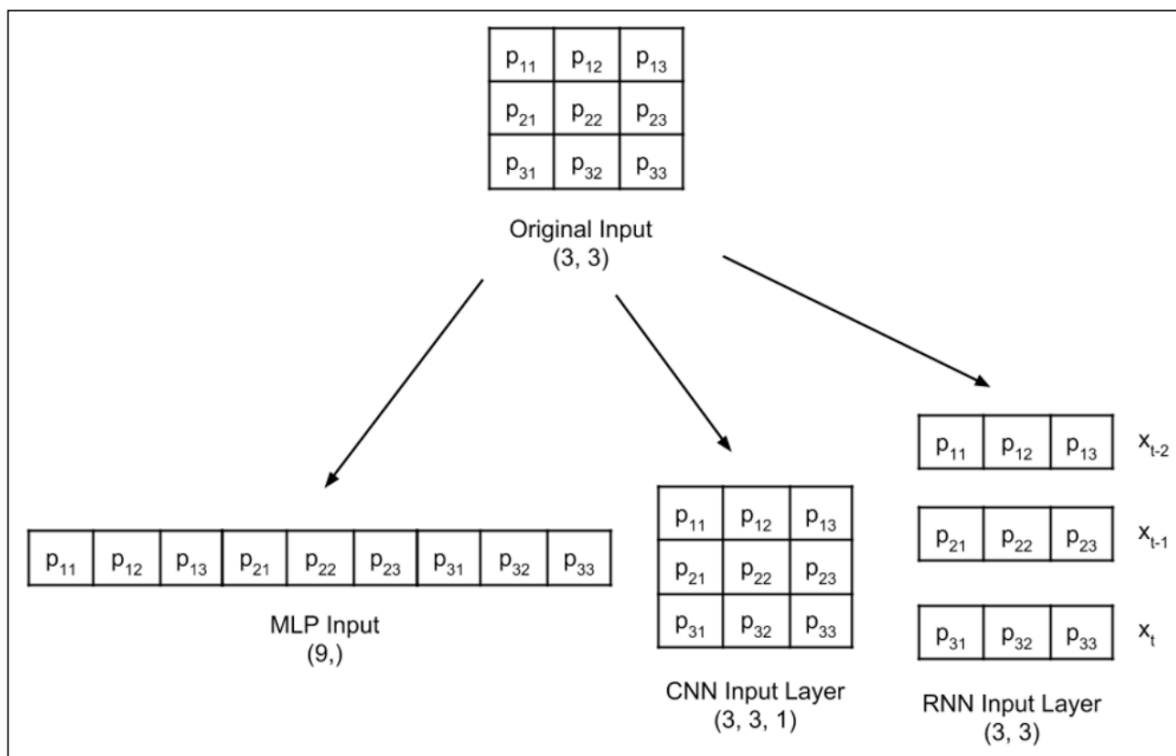 p11 p12 p13
p21 p22 p23
p31 p32 p33
Original Input
(3, 3)
p11 p12 p13 p21 p22 p23 p31 p32 p33
MLP Input
(9,)
p11 p12 p13
p21 p22 p23
p31 p32 p33
CNN Input Layer
(3, 3, 1)
p11 p12 p13 xt-2
p21 p22 p23 xt-1
p31 p32 p33 xt
RNN Input Layer
(3, 3)